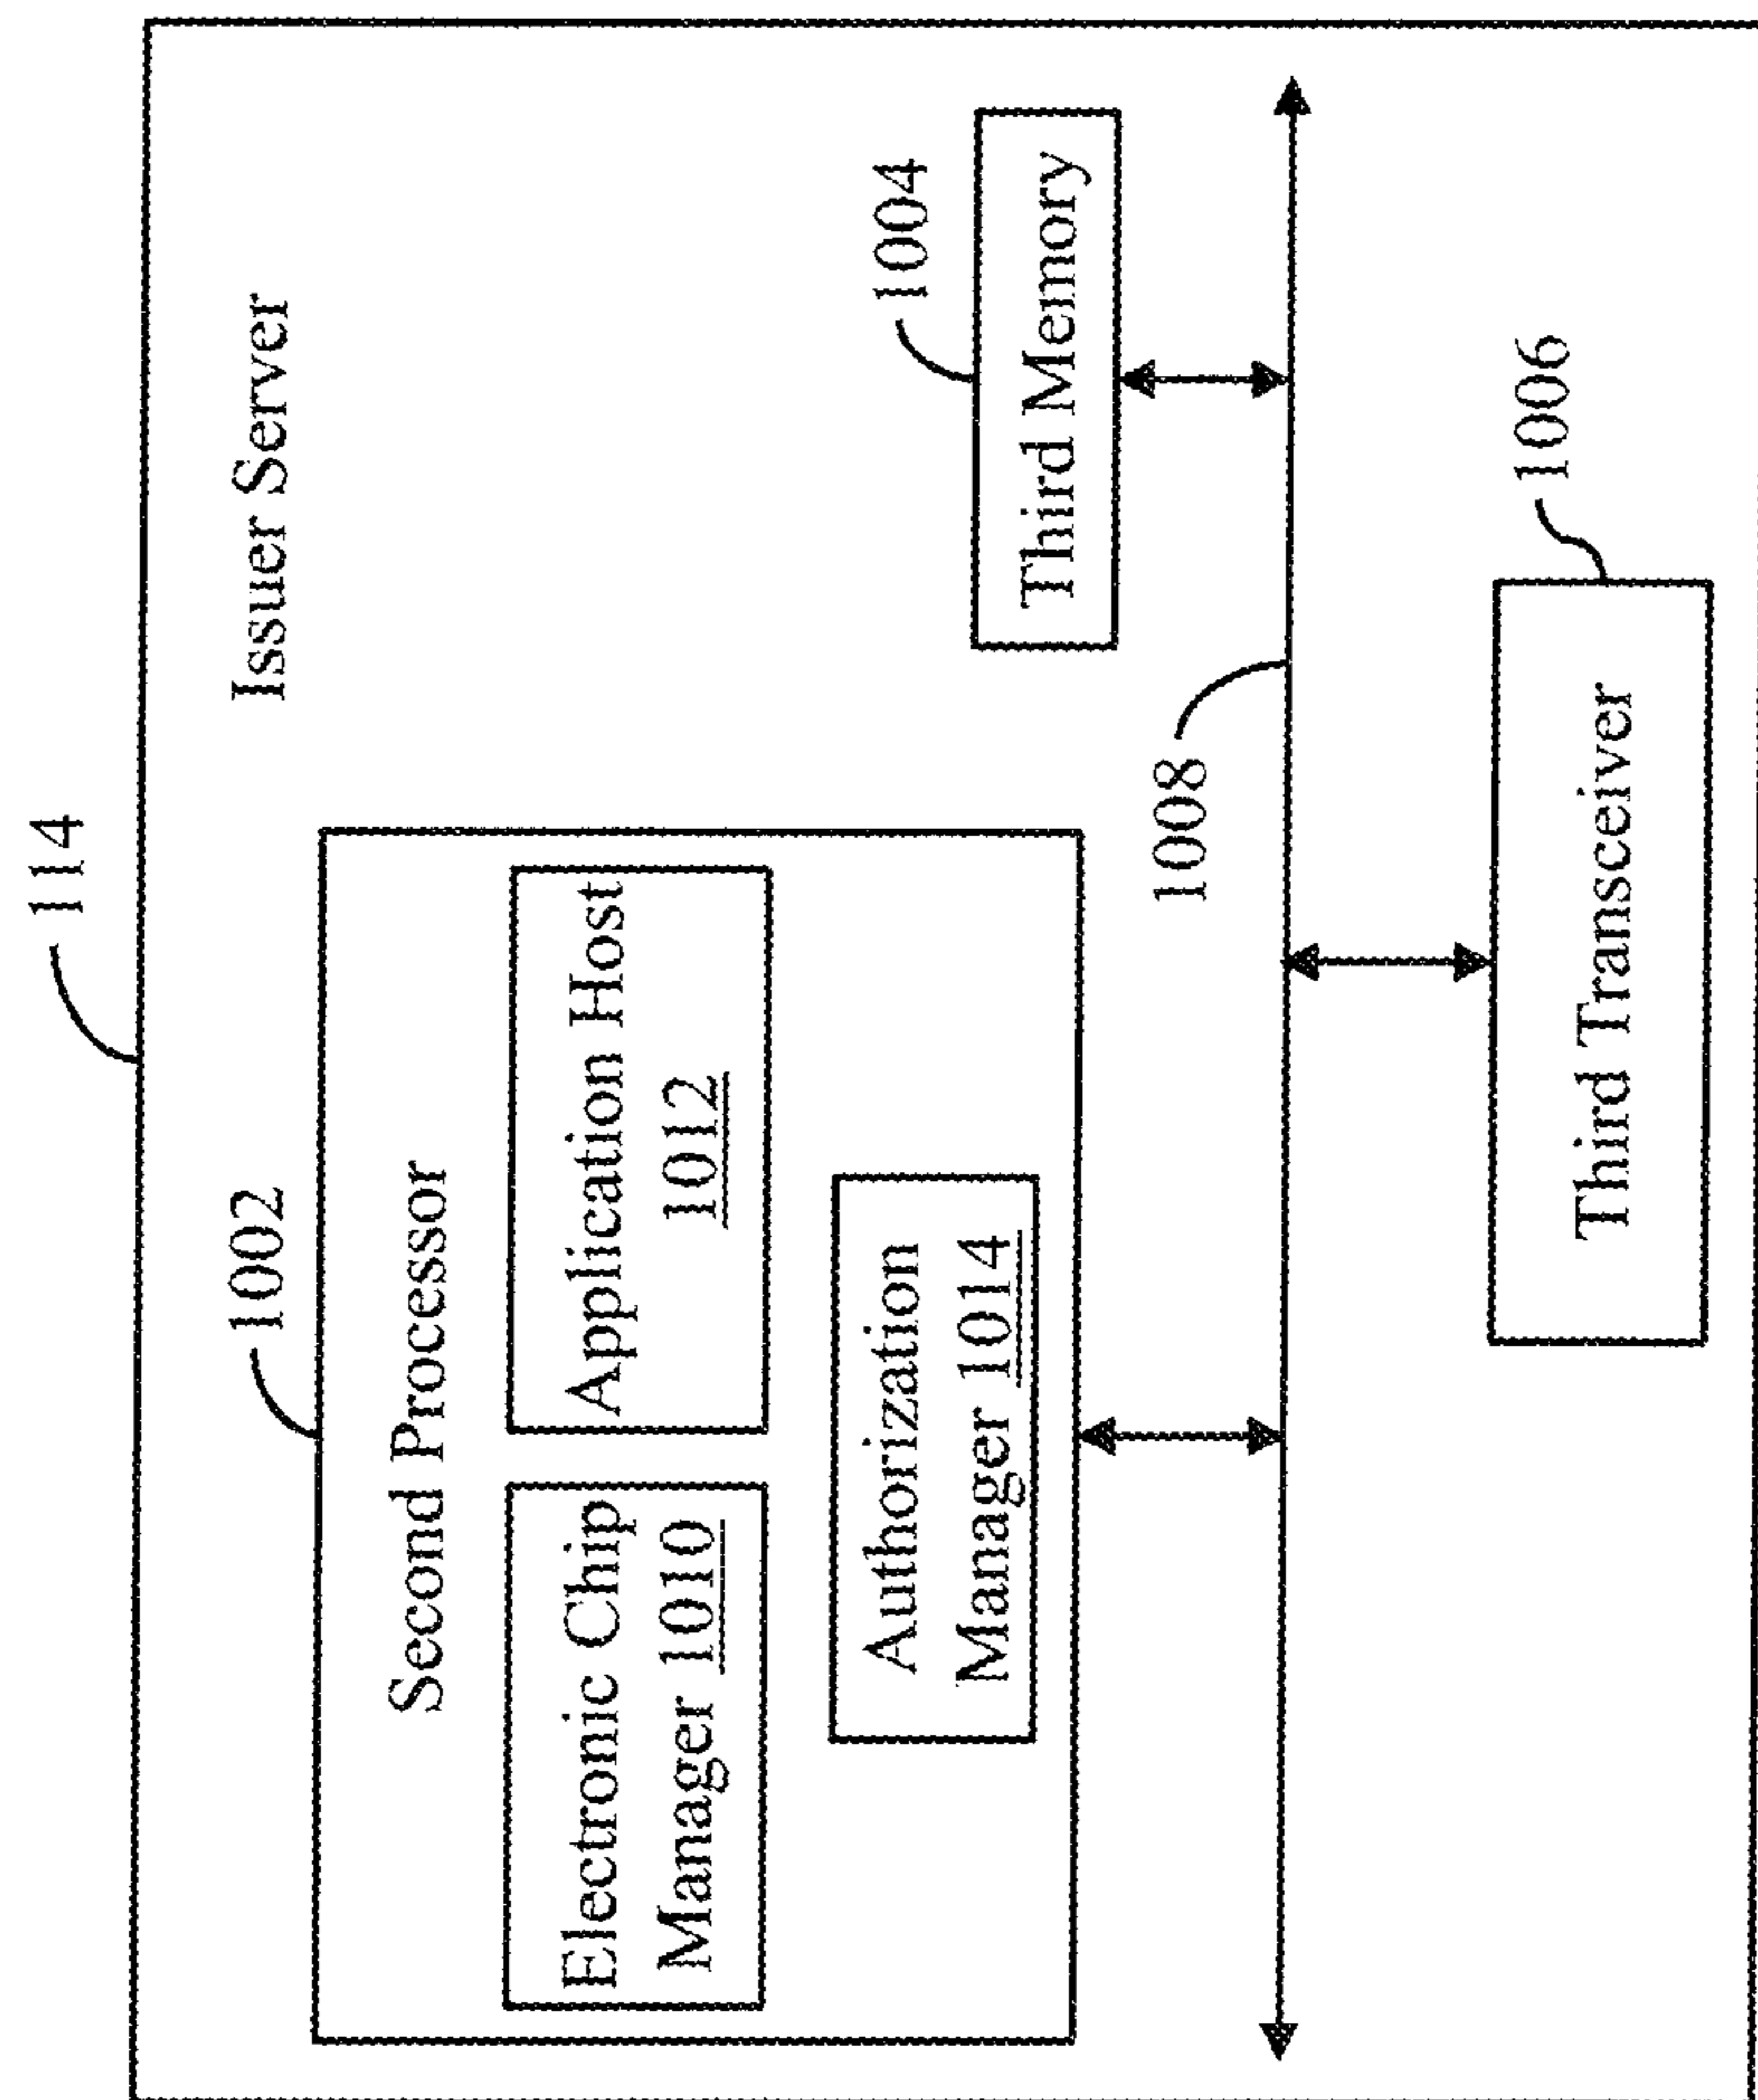 114
Issuer Server
1002
Second Processor
Electronic Chip
Manager 1010
Application Host
1012
Authorization
Manager 1014
1004
Third Memory
1008
1006
Third Transceiver